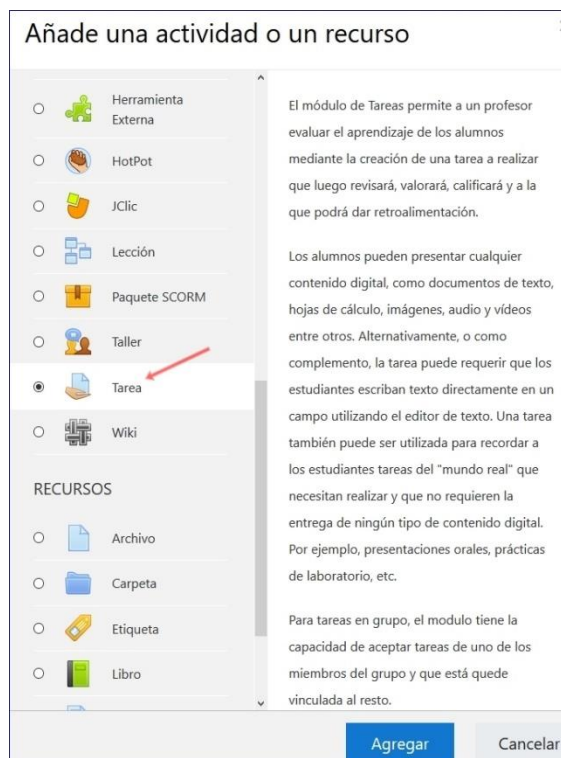 Añade una actividad o un recurso
Herramienta
Externa
HotPot
JClic
Lección
Paquete SCORM
Taller
Tarea
Wiki
RECURSOS
Archivo
Carpeta
Etiqueta
Libro
El módulo de Tareas permite a un profesor
evaluar el aprendizaje de los alumnos
mediante la creación de una tarea a realizar
que luego revisará, valorará, calificará y a la
que podrá dar retroalimentación.
Los alumnos pueden presentar cualquier
contenido digital, como documentos de texto,
hojas de cálculo, imágenes, audio y vídeos
entre otros. Alternativamente, o como
complemento, la tarea puede requerir que los
estudiantes escriban texto directamente en un
campo utilizando el editor de texto. Una tarea
también puede ser utilizada para recordar a
los estudiantes tareas del "mundo real" que
necesitan realizar y que no requieren la
entrega de ningún tipo de contenido digital.
Por ejemplo, presentaciones orales, prácticas
de laboratorio, etc.
Para tareas en grupo, el modulo tiene la
capacidad de aceptar tareas de uno de los
miembros del grupo y que está quede
vinculada al resto.
Agregar
Cancelar